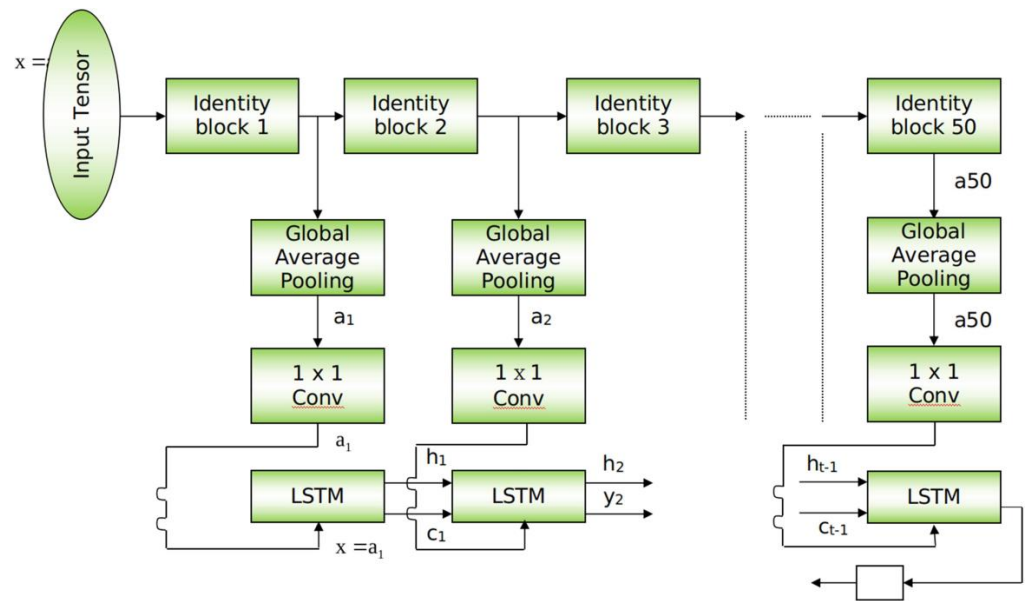 x =
Input Tensor
Identity
block 1
Identity
block 2
Identity
block 3
Identity
block 50
a50
Global
Average
Pooling
Global
Average
Pooling
Global
Average
Pooling
a1
a2
a50
1 x 1
Conv
1 x 1
Conv
1 x 1
Conv
a1
h1
h2
ht-1
LSTM
LSTM
y2
LSTM
c1
ct-1
x =a1